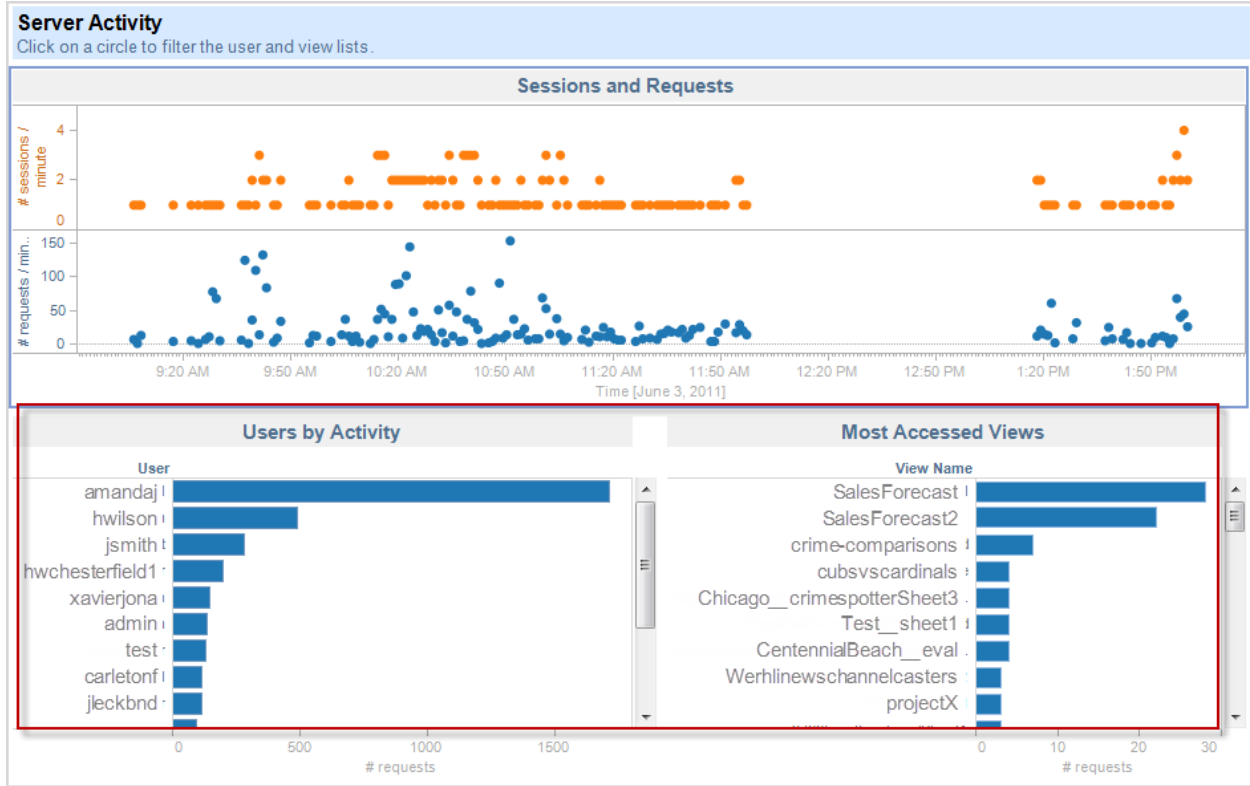 Server Activity
Click on a circle to filter the user and view lists.
Sessions and Requests
# sessions /
minute
4
2
0
# requests / min..
150
100
50
0
9:20 AM 9:50 AM 10:20 AM 10:50 AM 11:20 AM 11:50 AM 12:20 PM 12:50 PM 1:20 PM 1:50 PM
Time [June 3, 2011]
Users by Activity
User
amandaj
hwilson
jsmith
hwchesterfield1
xavierjona
admin
test
carletonf
jleckbnd
0 500 1000 1500
# requests
Most Accessed Views
View Name
SalesForecast
SalesForecast2
crime-comparisons
cubsvscardinals
Chicago__crimespotterSheet3
Test__sheet1
CentennialBeach__eval
Werhlinewschannelcasters
projectX
0 10 20 30
# requests